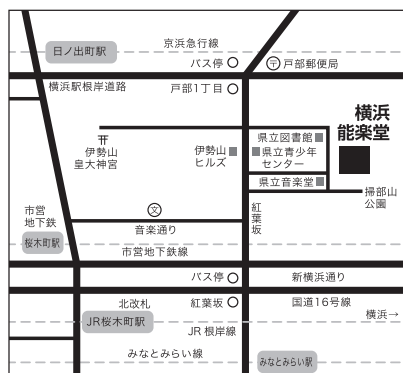 京浜急行線
日ノ出町駅
バス停
〒戸部郵便局
横浜駅根岸道路
戸部1丁目
横浜
能楽堂
県立図書館
伊勢山
皇大神宮
伊勢山
ヒルズ
県立青少年
センター
県立音楽堂
掃部山
公園
市営
地下鉄
桜木町駅
文
音楽通り
紅葉坂
市営地下鉄線
バス停
新横浜通り
北改札
紅葉坂
国道16号線
横浜→
JR桜木町駅
JR根岸線
みなとみらい線
みなとみらい駅